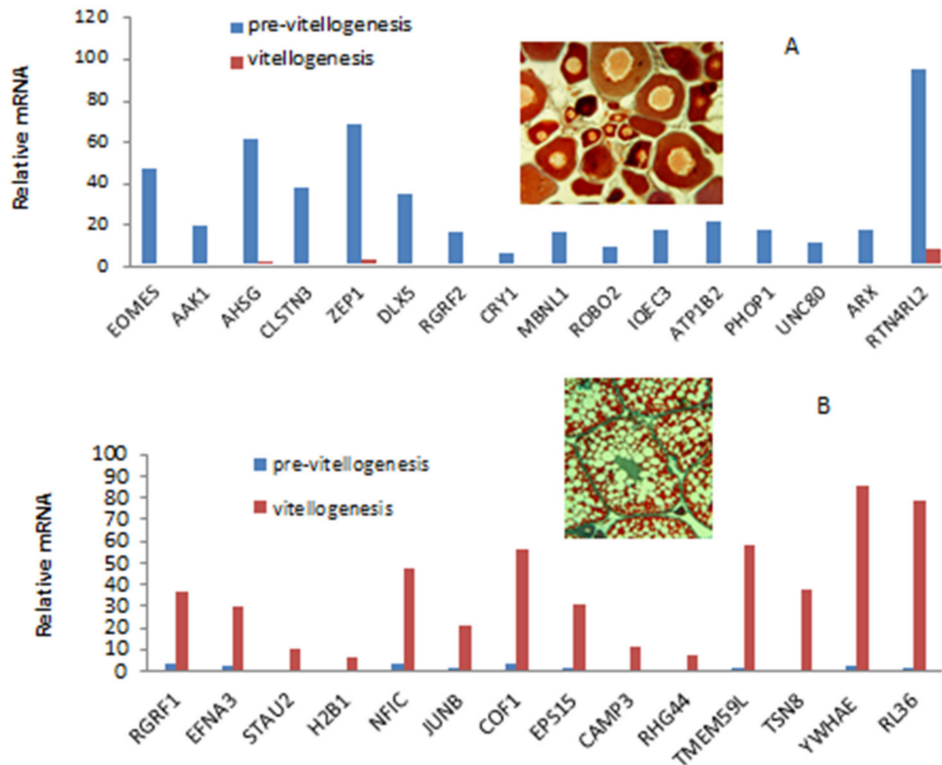 120
100
80
60
40
20
0
Relative mRNA
pre-vitellogenesis
vitellogenesis
A
EOMES
AAK1
AHSG
CLSTN3
ZEP1
DLX5
RGRF2
CRY1
MBNL1
ROBO2
IQEC3
ATP1B2
PHOP1
UNC80
ARX
RTN4RL2
100
90
80
70
60
50
40
30
20
10
0
Relative mRNA
pre-vitellogenesis
vitellogenesis
B
RGRF1
EFNA3
STAU2
H2B1
NFIC
JUNB
COF1
EPS15
CAMP3
RHG44
TMEM59L
TSN8
YWHAE
RL36